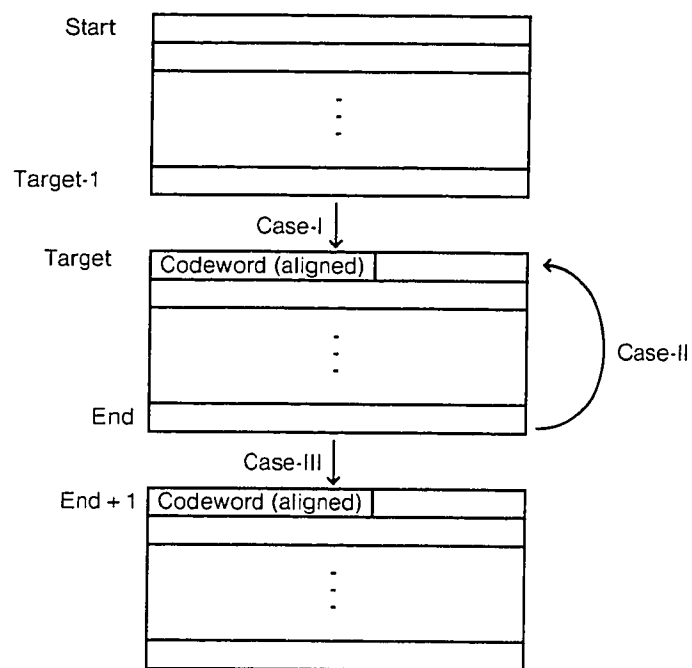 Start
Target-1
Case-I
Target
Codeword (aligned)
Case-II
End
Case-III
End + 1
Codeword (aligned)